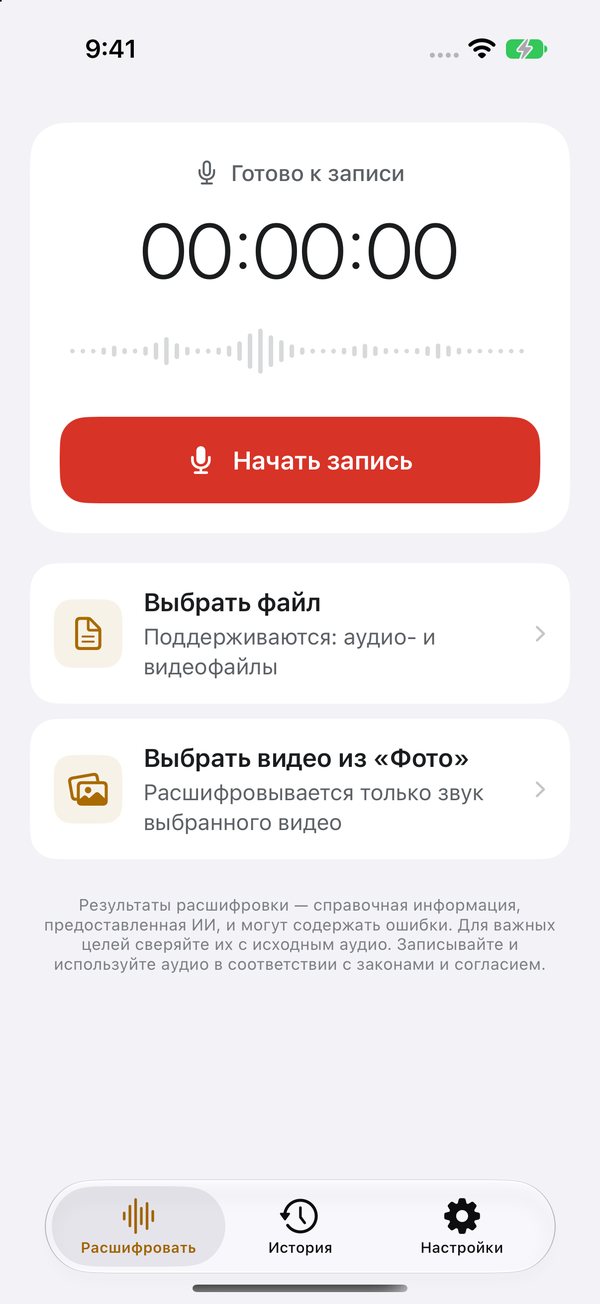 9:41
Готово к записи
00:00:00
Начать запись
Выбрать файл
Поддерживаются: аудио- и
видеофайлы
Выбрать видео из «Фото»
Расшифровывается только звук
выбранного видео
Результаты расшифровки — справочная информация,
предоставленная ИИ, и могут содержать ошибки. Для важных
целей сверяйте их с исходным аудио. Записывайте и
используйте аудио в соответствии с законами и согласием.
Расшифровать
История
Настройки